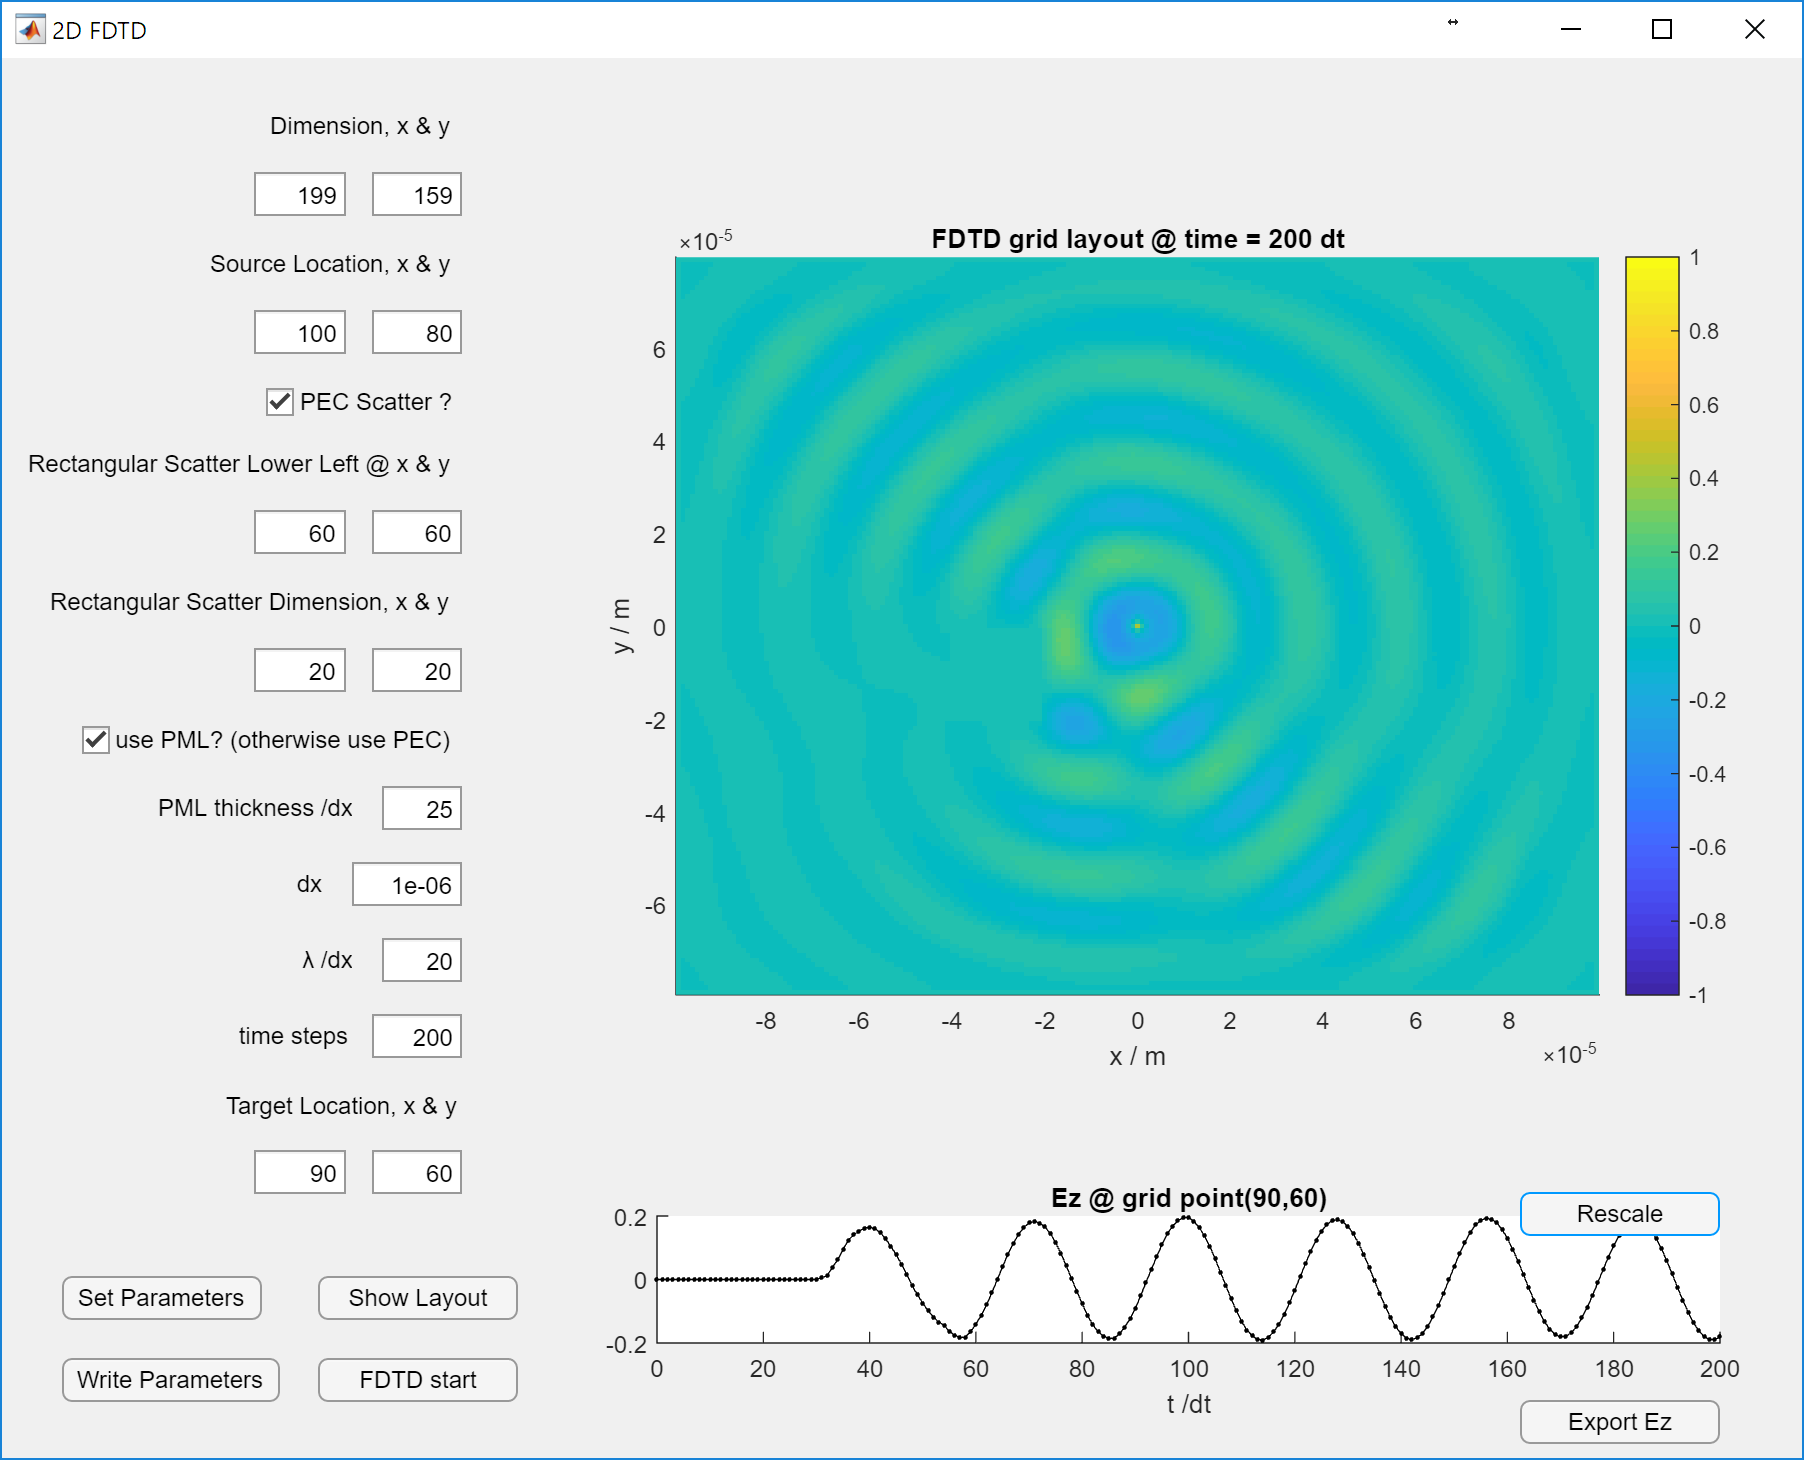 2D FDTD
Dimension, x & y
199 159
Source Location, x & y
100 80
PEC Scatter ?
Rectangular Scatter Lower Left @ x & y
60 60
Rectangular Scatter Dimension, x & y
20 20
use PML? (otherwise use PEC)
PML thickness /dx 25
dx 1e-06
λ /dx 20
time steps 200
Target Location, x & y
90 60
Set Parameters Show Layout
Write Parameters FDTD start
×10-5
FDTD grid layout @ time = 200 dt
6
4
2
0
-2
-4
-6
y / m
-8 -6 -4 -2 0 2 4 6 8
x / m
×10-5
1
0.8
0.6
0.4
0.2
0
-0.2
-0.4
-0.6
-0.8
-1
Ez @ grid point(90,60)
Rescale
0.2
0
-0.2
0 20 40 60 80 100 120 140 160 180 200
t /dt
Export Ez